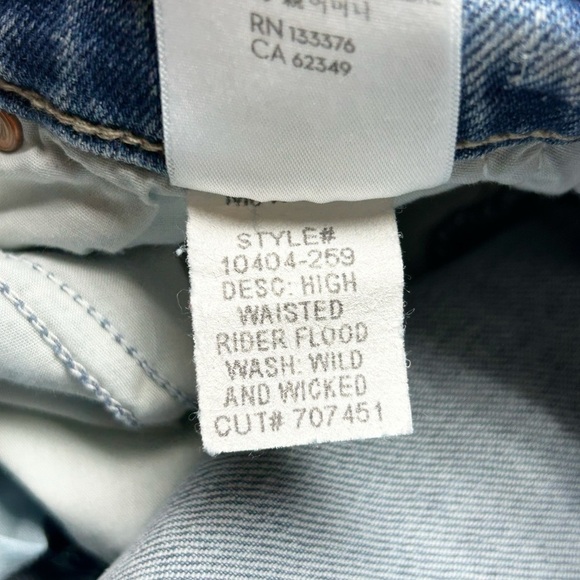 RN 133376
CA 62349
STYLE#
10404-259
DESC: HIGH
WAISTED
RIDER FLOOD
WASH: WILD
AND WICKED
CUT# 707451